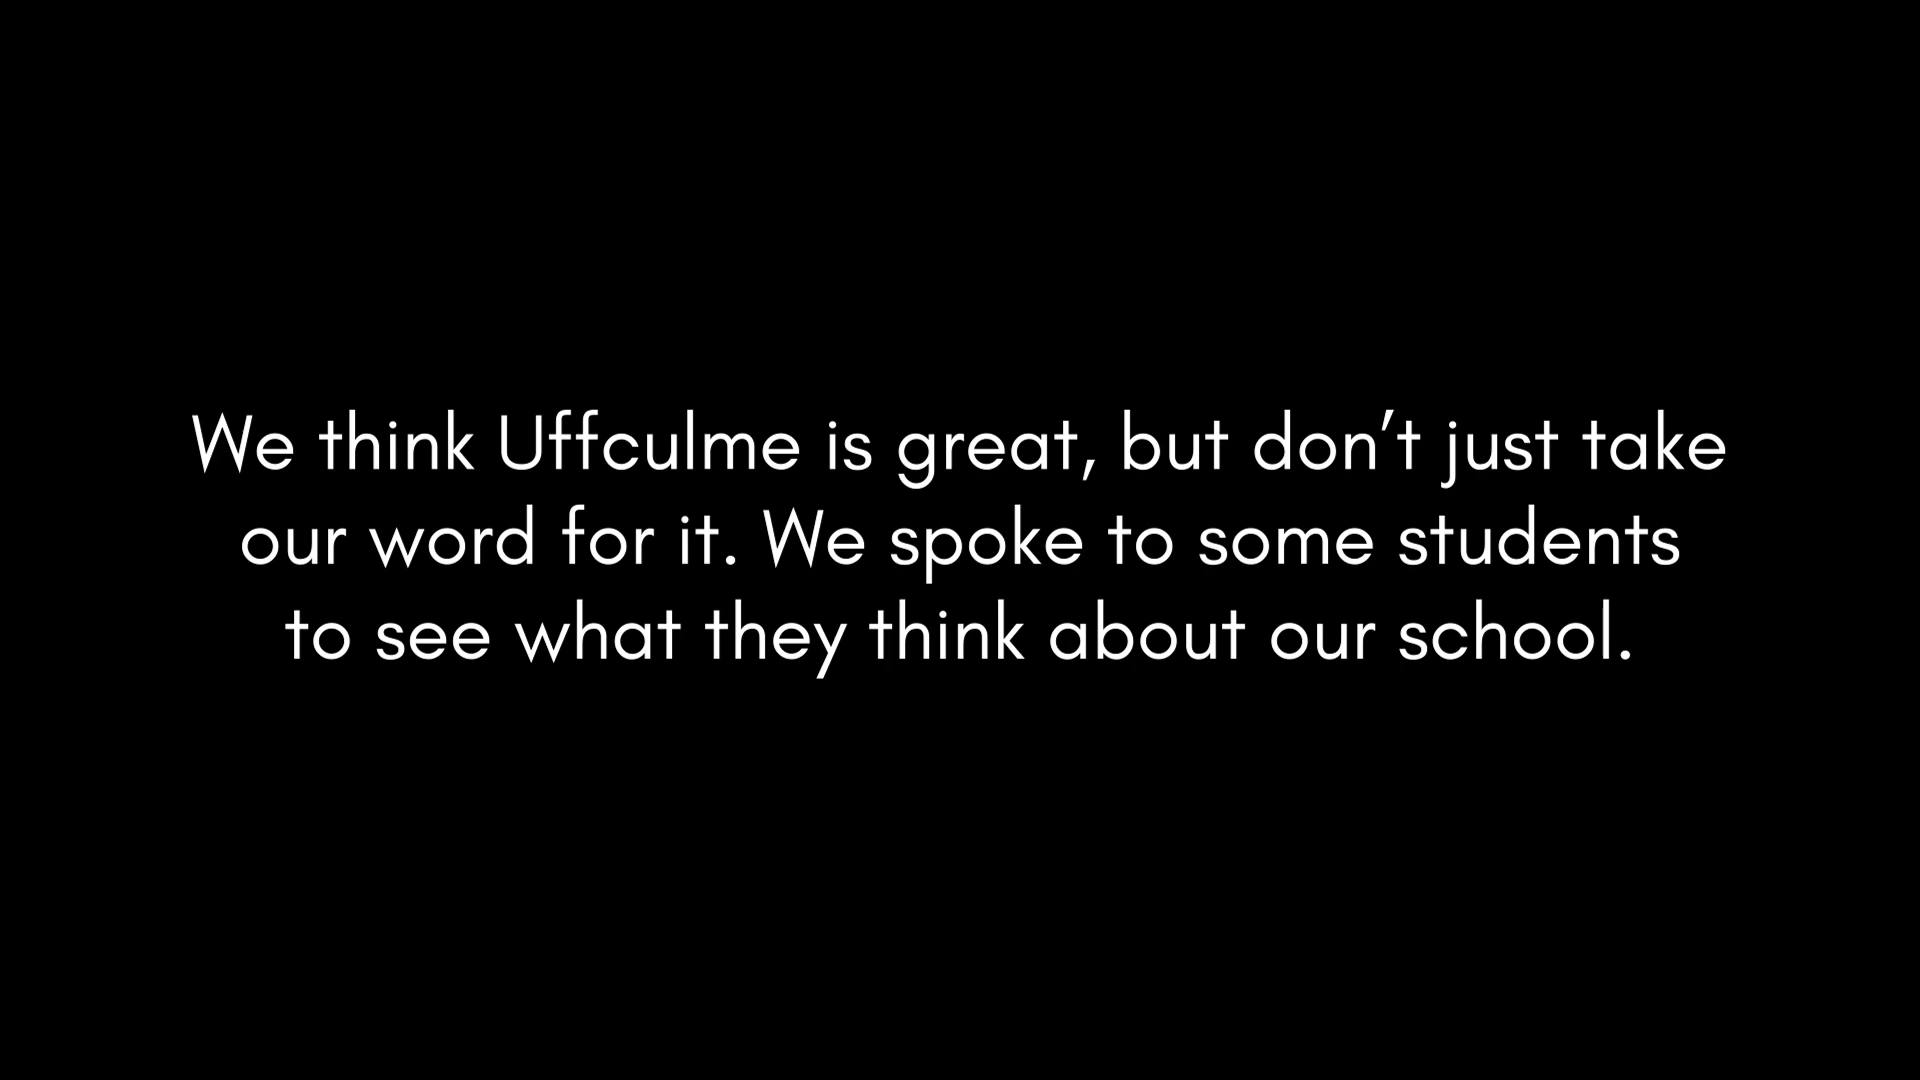 We think Uffculme is great, but don’t just take
our word for it. We spoke to some students
to see what they think about our school.